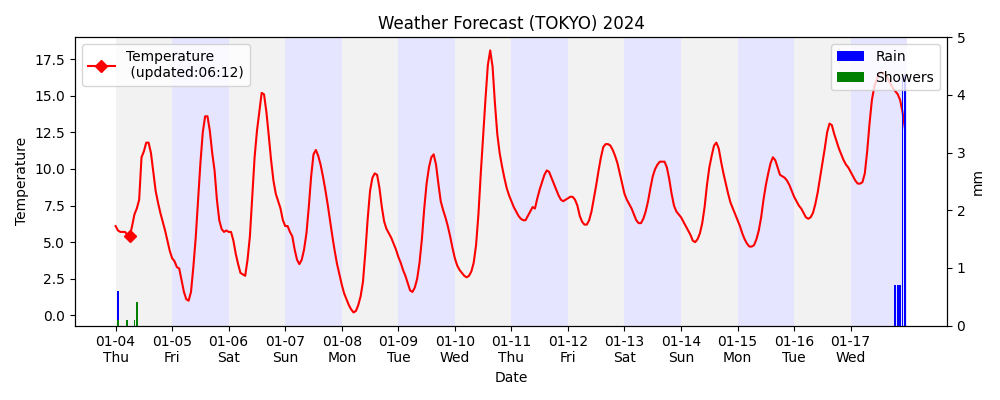 Weather Forecast (TOKYO) 2024
Temperature
(updated:06:12)
Rain
Showers
Temperature
17.5
15.0
12.5
10.0
7.5
5.0
2.5
0.0
mm
5
4
3
2
1
0
01-04 01-05 01-06 01-07 01-08 01-09 01-10 01-11 01-12 01-13 01-14 01-15 01-16 01-17
Thu Fri Sat Sun Mon Tue Wed Thu Fri Sat Sun Mon Tue Wed
Date